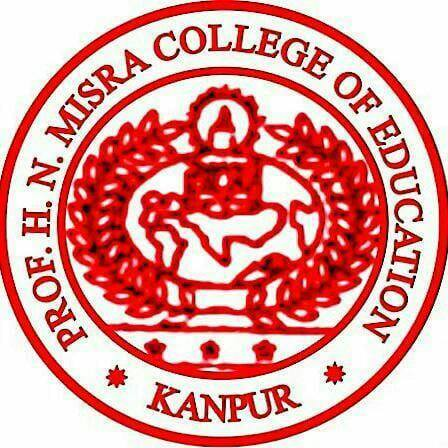 PROF. H. N. MISRA COLLEGE OF EDUCATION
KANPUR